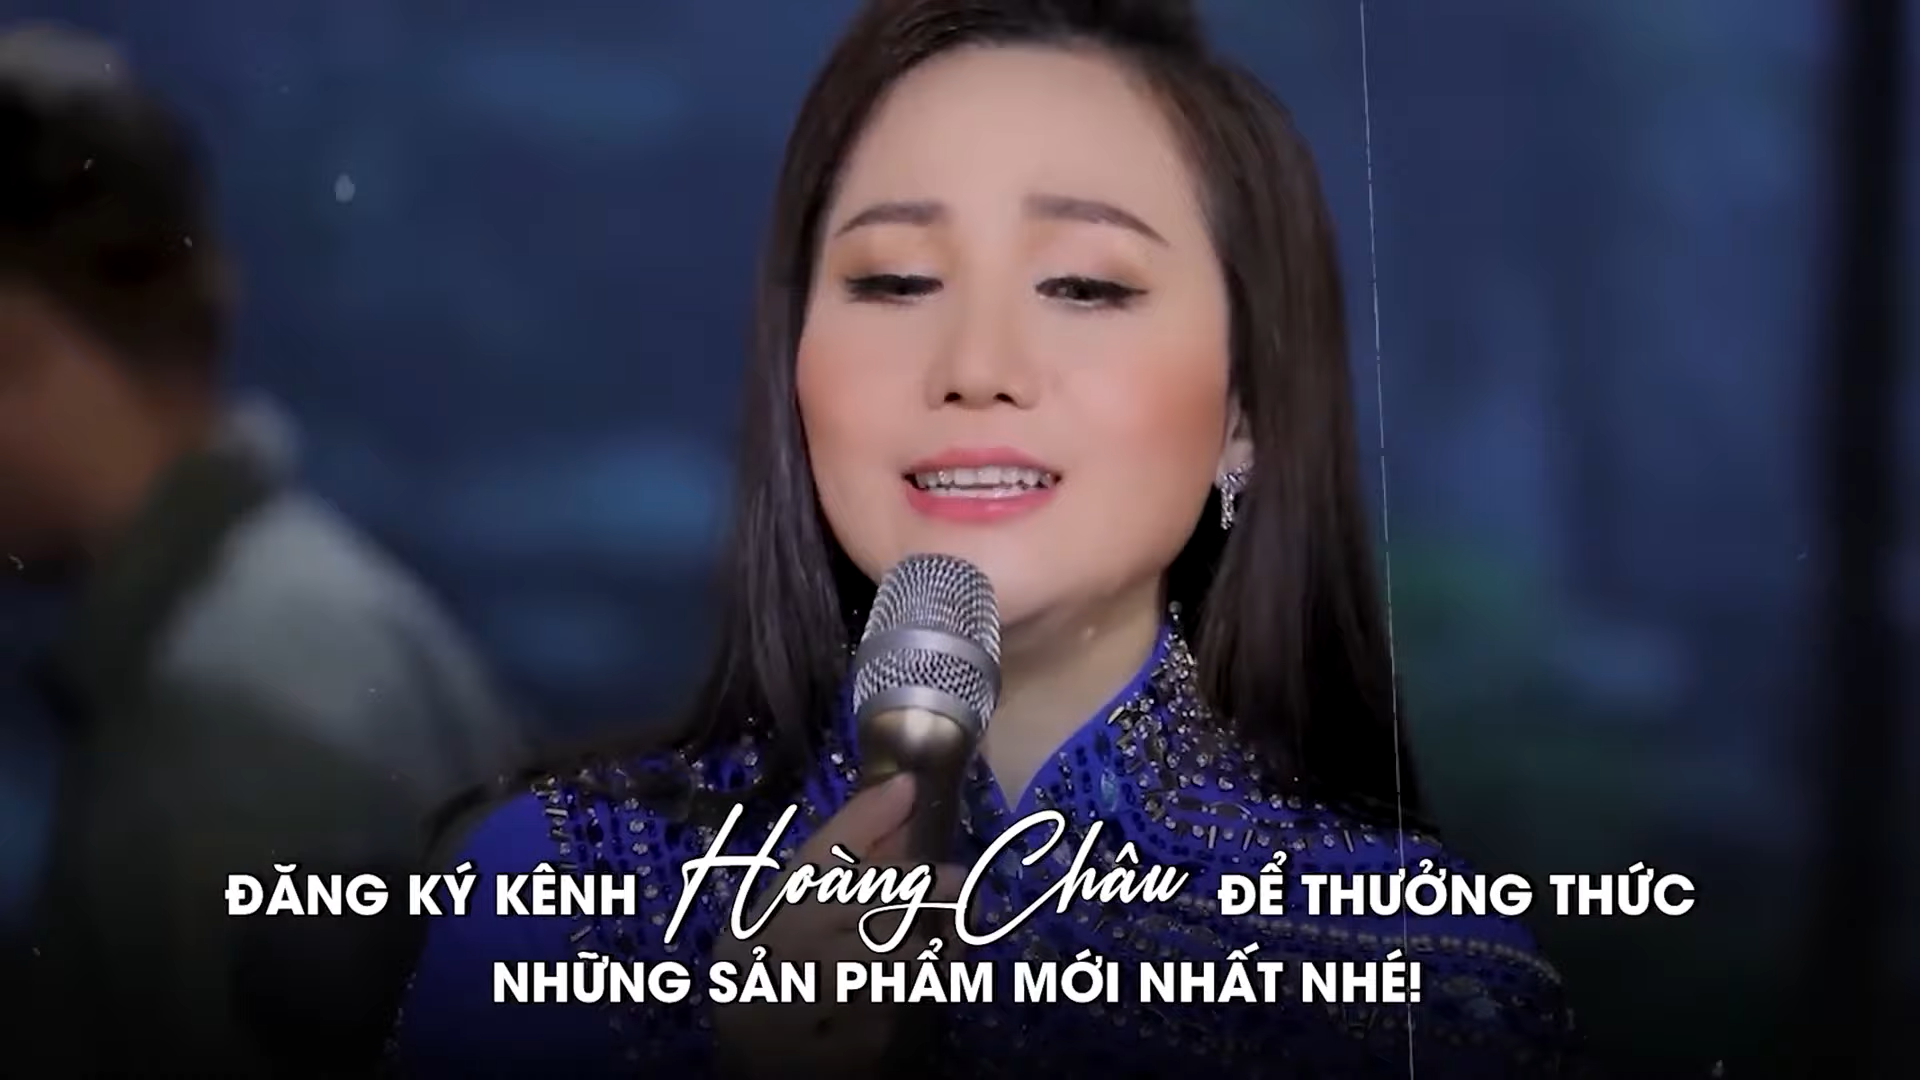 ĐĂNG KÝ KÊNH Hoàng Châu ĐỂ THƯỞNG THỨC
NHỮNG SẢN PHẨM MỚI NHẤT NHÉ!